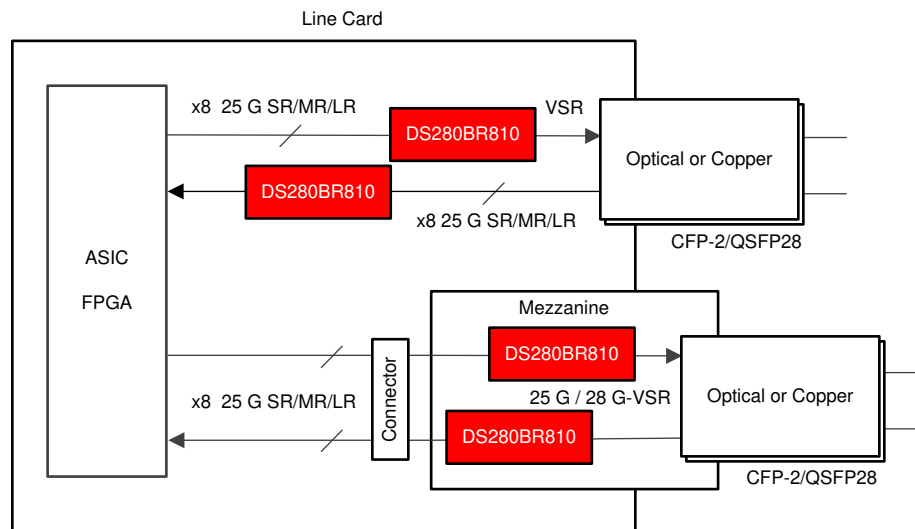 Line Card
x8 25 G SR/MR/LR
VSR
DS280BR810
Optical or Copper
DS280BR810
x8 25 G SR/MR/LR
CFP-2/QSFP28
ASIC
FPGA
Mezzanine
DS280BR810
x8 25 G SR/MR/LR
Connector
25 G / 28 G-VSR
Optical or Copper
DS280BR810
CFP-2/QSFP28